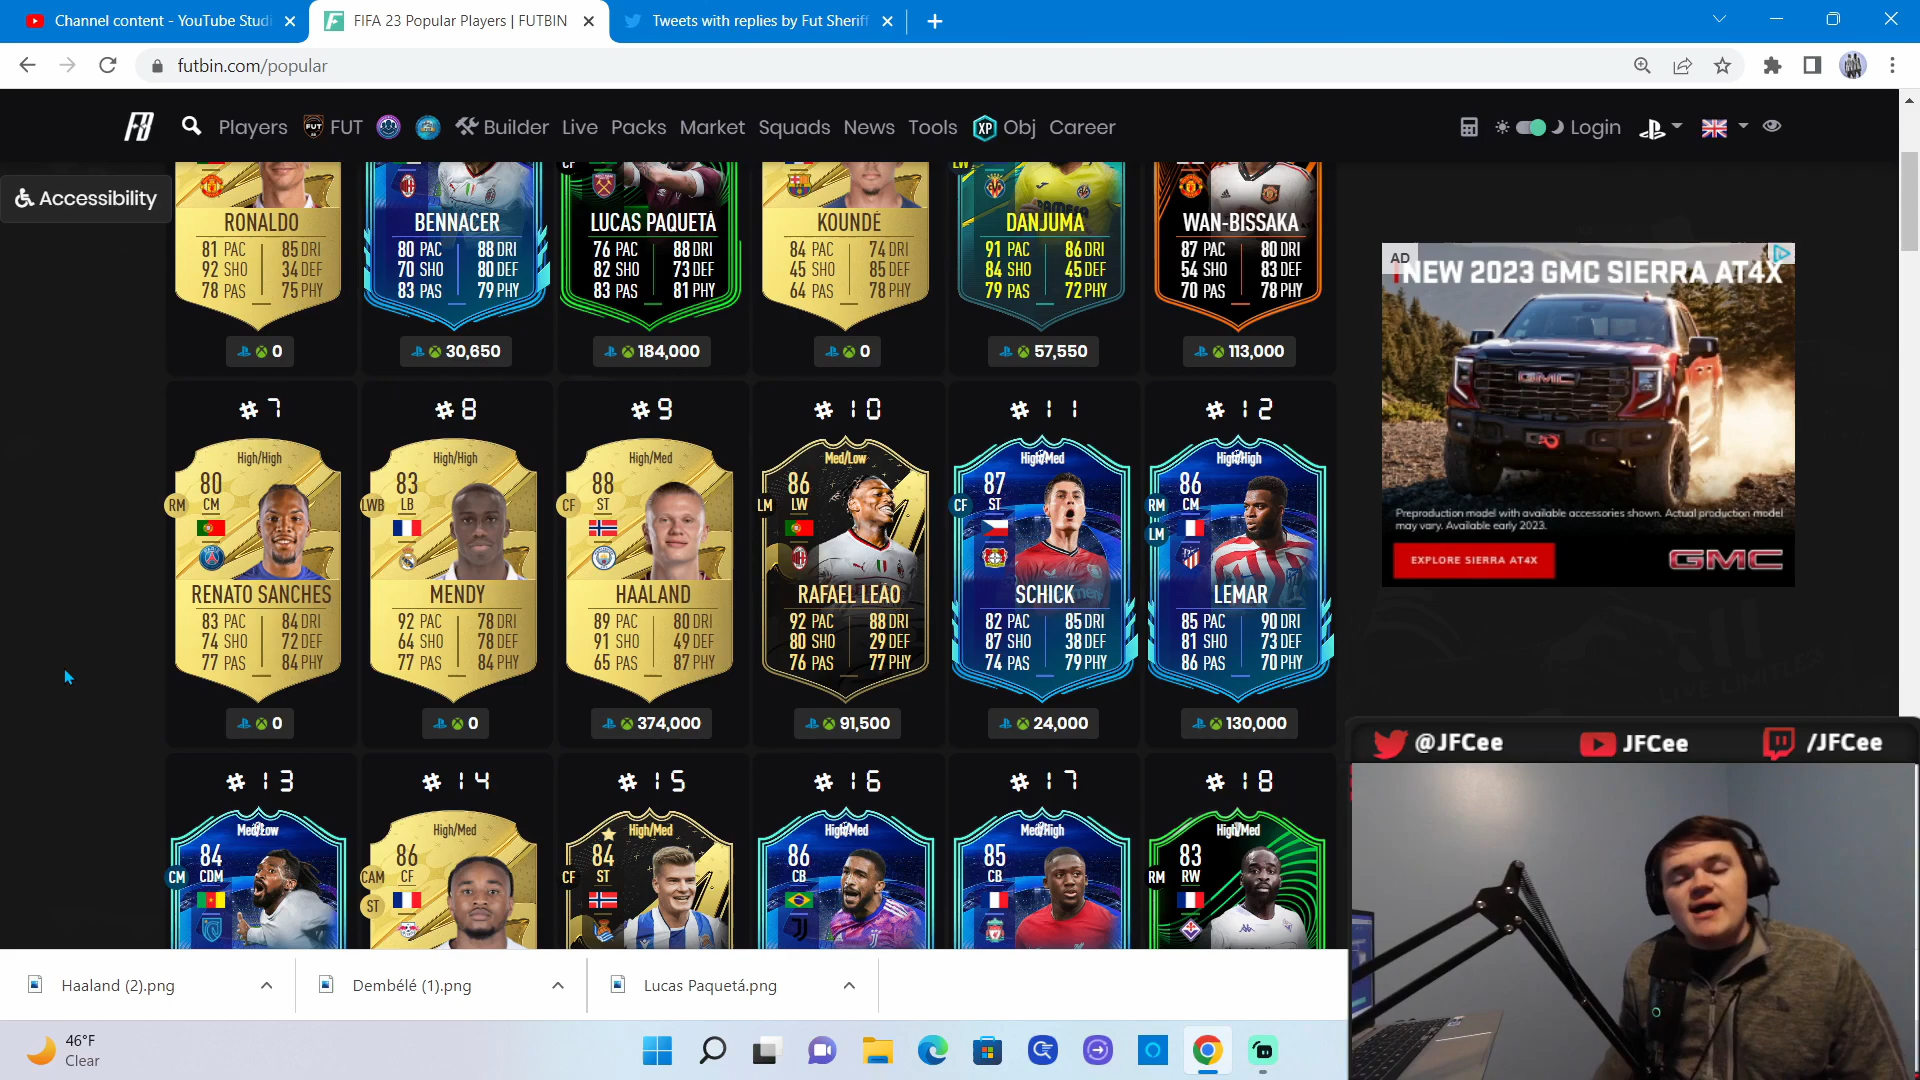 Channel content - YouTube Studi
FIFA 23 Popular Players | FUTBIN
Tweets with replies by Fut Sheriff
futbin.com/popular
Players
FUT
Builder
Live
Packs
Market
Squads
News
Tools
XP Obj
Career
Login
Accessibility
RONALDO
81 PAC 85 DRI
92 SHO 34 DEF
78 PAS 75 PHY
0
BENNACER
80 PAC 88 DRI
70 SHO 80 DEF
83 PAS 79 PHY
30,650
CF
LUCAS PAQUETÁ
76 PAC 88 DRI
82 SHO 73 DEF
83 PAS 81 PHY
184,000
KOUNDÉ
84 PAC 74 DRI
45 SHO 85 DEF
64 PAS 78 PHY
0
LW
DANJUMA
91 PAC 86 DRI
84 SHO 45 DEF
79 PAS 72 PHY
57,550
WAN-BISSAKA
87 PAC 80 DRI
54 SHO 83 DEF
70 PAS 78 PHY
113,000
#7
High/High
80
CM
RM
RENATO SANCHES
83 PAC 84 DRI
74 SHO 72 DEF
77 PAS 84 PHY
0
#8
High/High
83
LB
LWB
MENDY
92 PAC 78 DRI
64 SHO 78 DEF
77 PAS 84 PHY
0
#9
High/Med
88
ST
CF
HAALAND
89 PAC 80 DRI
91 SHO 49 DEF
65 PAS 87 PHY
374,000
#10
Med/Low
86
LW
LM
RAFAEL LEÃO
92 PAC 88 DRI
80 SHO 29 DEF
76 PAS 77 PHY
91,500
#11
High/Med
87
ST
CF
SCHICK
82 PAC 85 DRI
87 SHO 38 DEF
74 PAS 79 PHY
24,000
#12
High/High
86
CM
RM
LM
LEMAR
85 PAC 90 DRI
81 SHO 73 DEF
86 PAS 70 PHY
130,000
#13
Med/Low
84
CDM
CM
#14
High/Med
86
CF
CAM
ST
#15
High/Med
84
ST
CF
#16
High/Med
86
CB
#17
Med/High
85
CB
#18
High/Med
83
RW
RM
AD
NEW 2023 GMC SIERRA AT4X
GMC
Preproduction model with available accessories shown. Actual production model
may vary. Available early 2023.
EXPLORE SIERRA AT4X
GMC
@JFCee
JFCee
/JFCee
Haaland (2).png
Dembélé (1).png
Lucas Paquetá.png
46°F
Clear